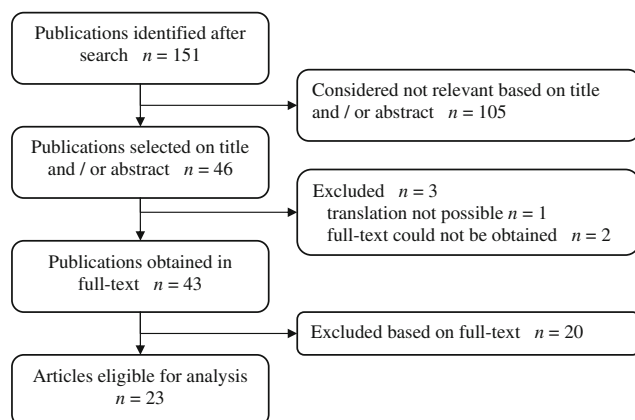 Publications identified after
search n = 151
Considered not relevant based on title
and / or abstract n = 105
Publications selected on title
and / or abstract n = 46
Excluded n = 3
translation not possible n = 1
full-text could not be obtained n = 2
Publications obtained in
full-text n = 43
Excluded based on full-text n = 20
Articles eligible for analysis
n = 23